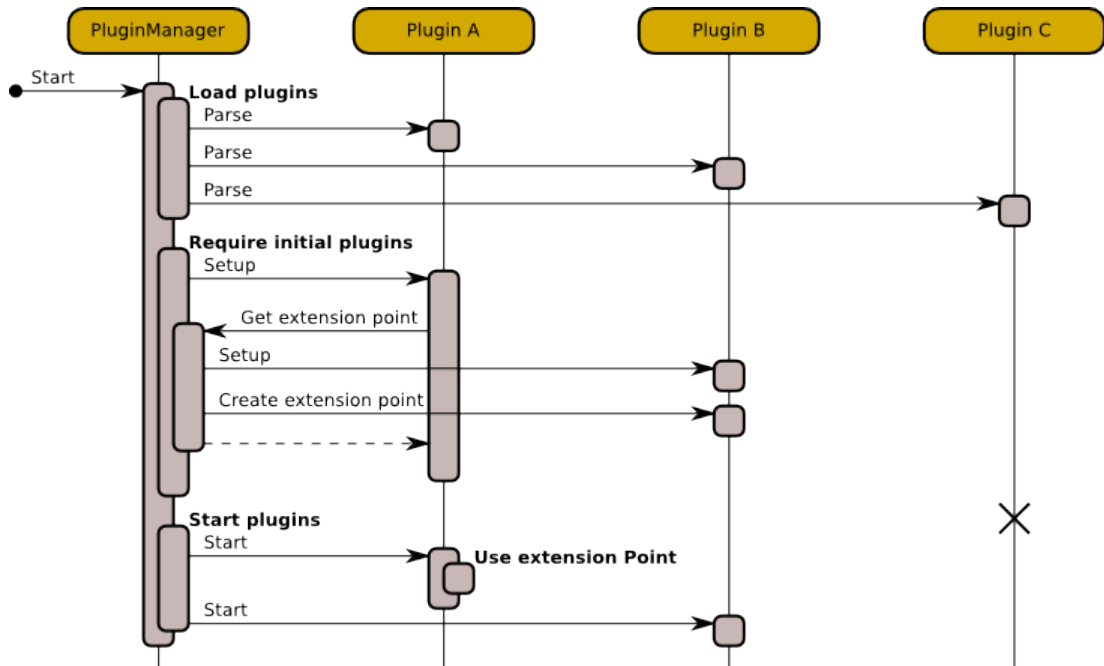 PluginManager
Plugin A
Plugin B
Plugin C
Start
Load plugins
Parse
Parse
Parse
Require initial plugins
Setup
Get extension point
Setup
Create extension point
Start plugins
Start
Use extension Point
Start